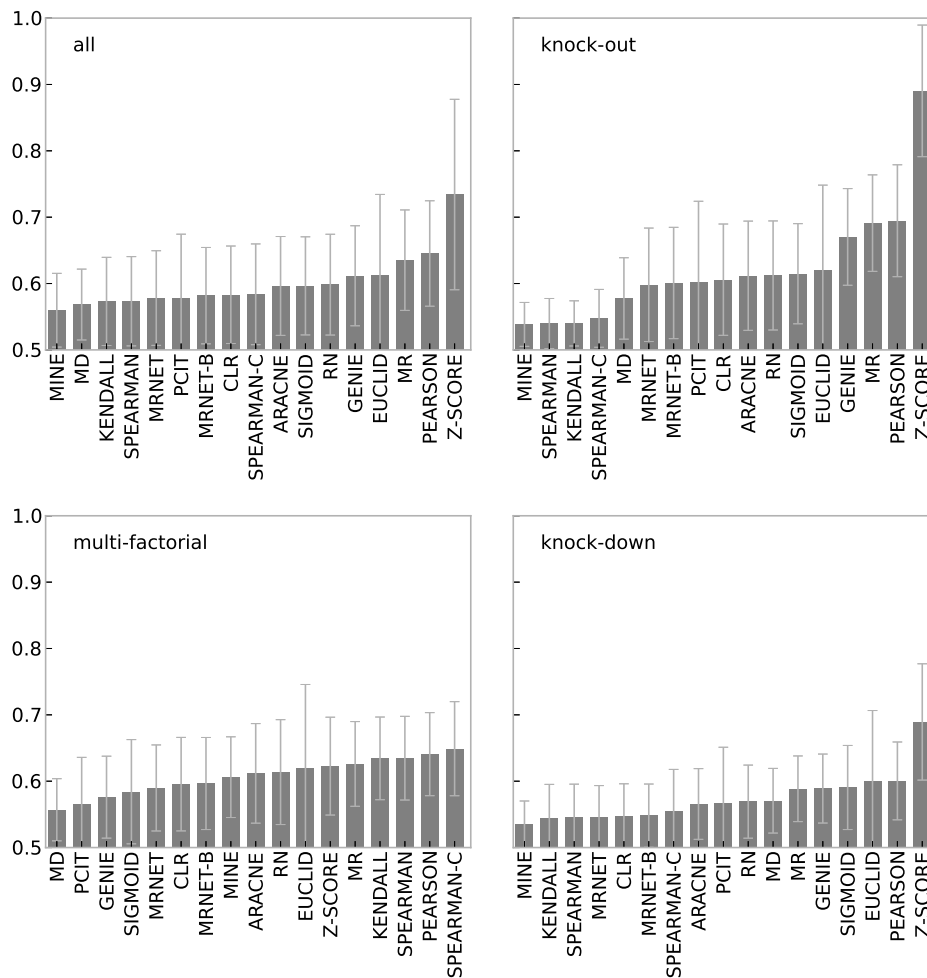 all
knock-out
1.0
0.9
0.8
0.7
0.6
0.5
MINE
MD
KENDALL
SPEARMAN
MRNET
PCIT
MRNET-B
CLR
SPEARMAN-C
ARACNE
SIGMOID
RN
GENIE
EUCLID
MR
PEARSON
Z-SCORE
MINE
SPEARMAN
KENDALL
SPEARMAN-C
MD
MRNET
MRNET-B
PCIT
CLR
ARACNE
RN
SIGMOID
EUCLID
GENIE
MR
PEARSON
Z-SCORE
multi-factorial
knock-down
1.0
0.9
0.8
0.7
0.6
0.5
MD
PCIT
GENIE
SIGMOID
MRNET
CLR
MRNET-B
MINE
ARACNE
RN
EUCLID
Z-SCORE
MR
KENDALL
SPEARMAN
PEARSON
SPEARMAN-C
MINE
KENDALL
SPEARMAN
MRNET
CLR
MRNET-B
SPEARMAN-C
ARACNE
PCIT
RN
MD
MR
GENIE
SIGMOID
EUCLID
PEARSON
Z-SCORE